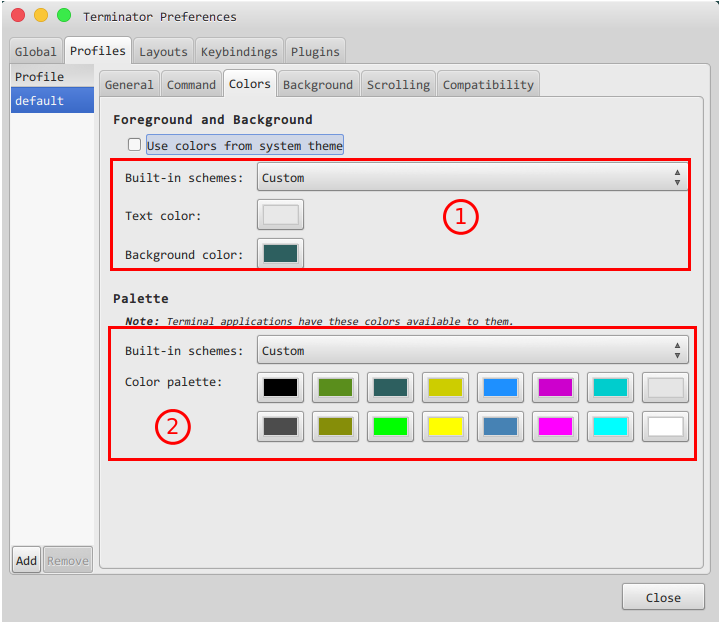 Terminator Preferences
Global Profiles Layouts Keybindings Plugins
Profile
default
General Command Colors Background Scrolling Compatibility
Foreground and Background
Use colors from system theme
Built-in schemes: Custom
Text color:
1
Background color:
Palette
Note: Terminal applications have these colors available to them.
Built-in schemes: Custom
Color palette:
2
Add Remove
Close